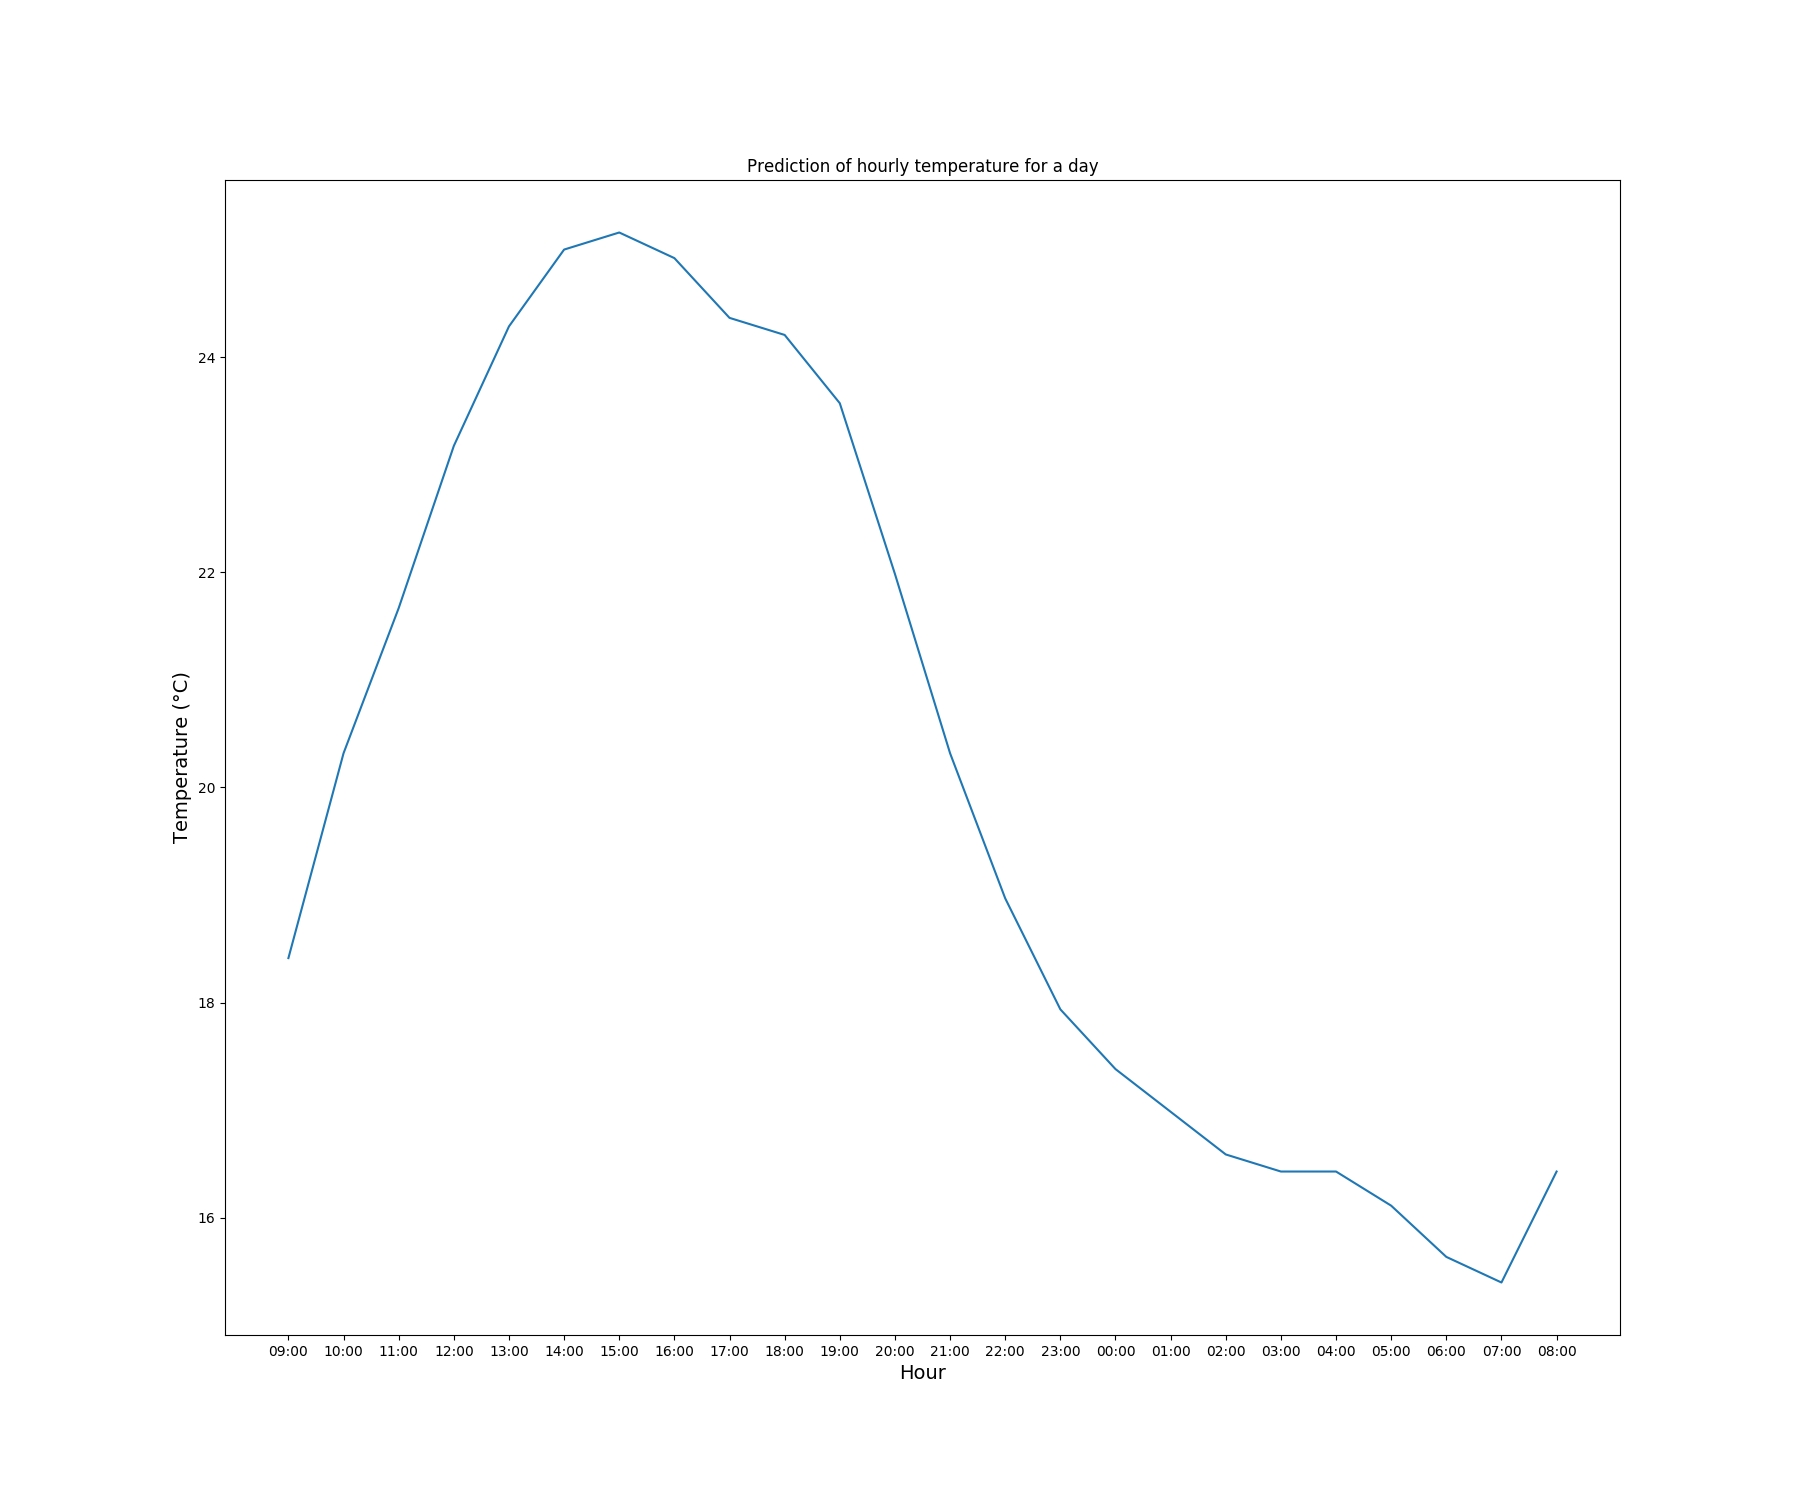 Prediction of hourly temperature for a day
24
22
20
18
16
Temperature (°C)
09:00 10:00 11:00 12:00 13:00 14:00 15:00 16:00 17:00 18:00 19:00 20:00 21:00 22:00 23:00 00:00 01:00 02:00 03:00 04:00 05:00 06:00 07:00 08:00
Hour